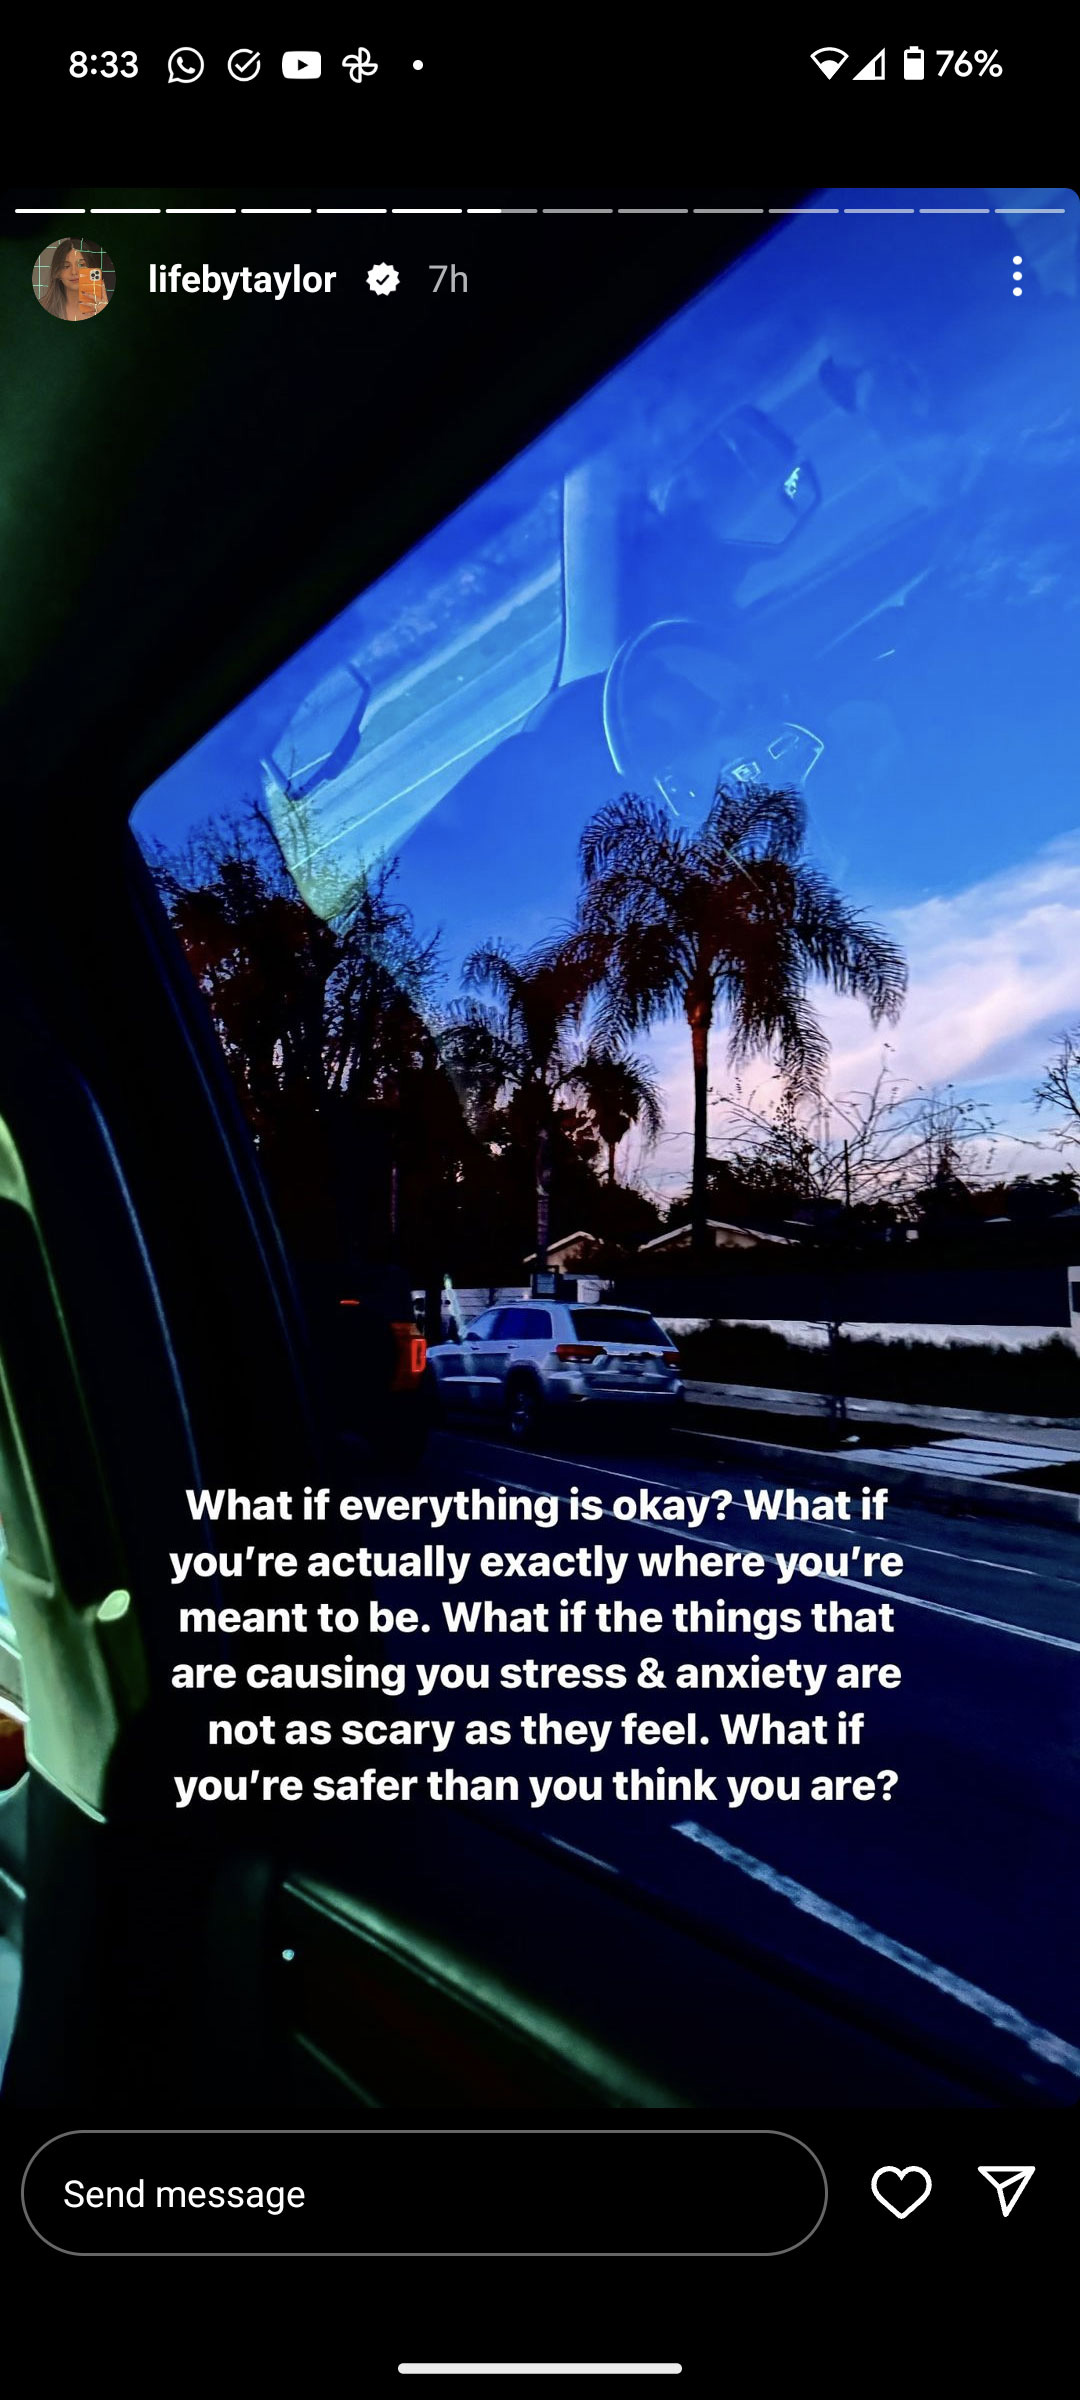 8:33
76%
lifebytaylor 7h
What if everything is okay? What if
you’re actually exactly where you’re
meant to be. What if the things that
are causing you stress & anxiety are
not as scary as they feel. What if
you’re safer than you think you are?
Send message